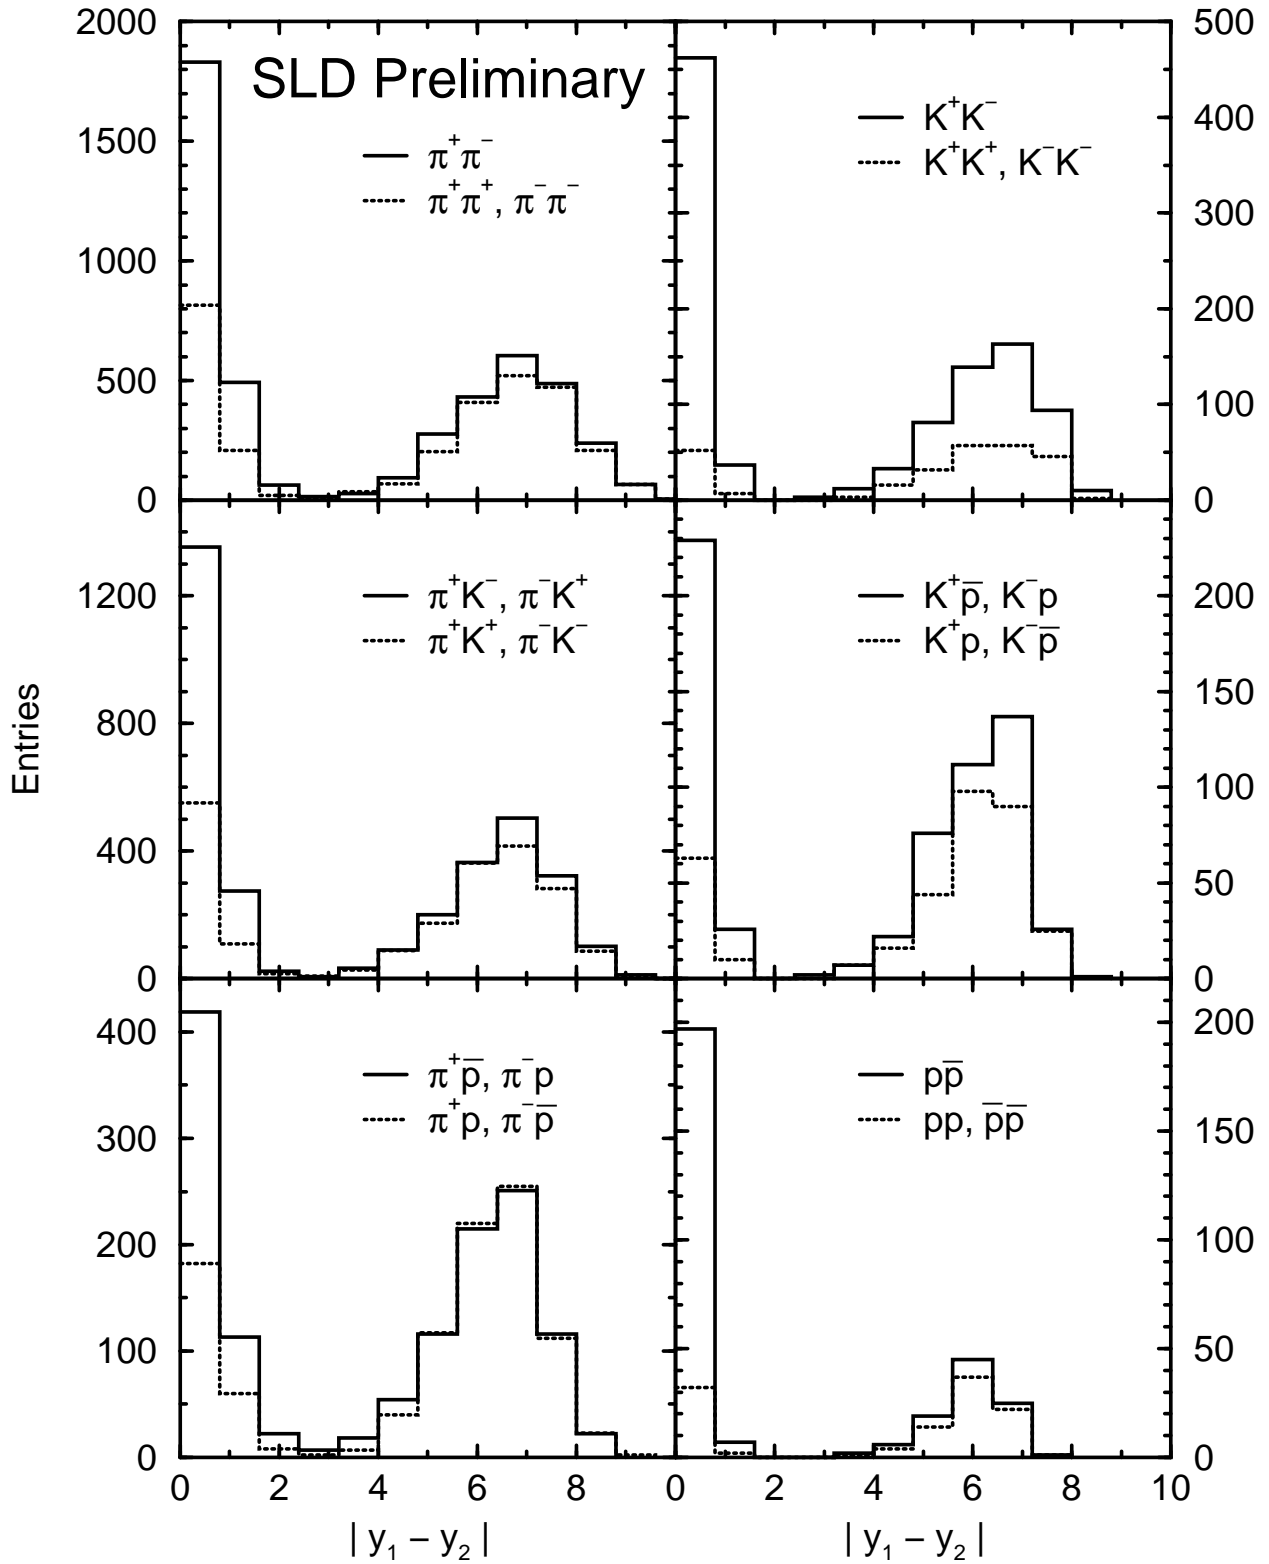 2000
1500
1000
500
0
SLD Preliminary
π⁺π⁻
π⁺π⁺, π⁻π⁻
500
400
300
200
100
0
K⁺K⁻
K⁺K⁺, K⁻K⁻
Entries
1200
800
400
0
π⁺K⁻, π⁻K⁺
π⁺K⁺, π⁻K⁻
200
150
100
50
0
K⁺p̅, K⁻p
K⁺p, K⁻p̅
400
300
200
100
0
π⁺p̅, π⁻p
π⁺p, π⁻p̅
200
150
100
50
0
pp̅
pp, p̅p̅
0 2 4 6 8 0 2 4 6 8 10
| y₁ – y₂ | | y₁ – y₂ |